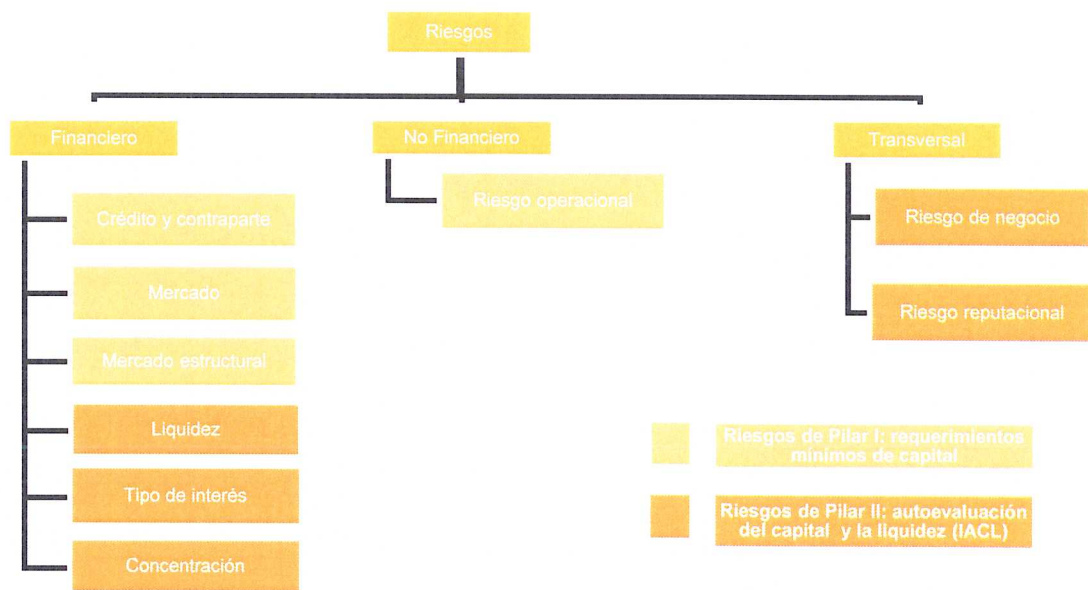 Riesgos
Financiero
No Financiero
Transversal
Crédito y contraparte
Riesgo operacional
Riesgo de negocio
Mercado
Riesgo reputacional
Mercado estructural
Liquidez
Tipo de interés
Concentración
Riesgos de Pilar I: requerimientos
mínimos de capital
Riesgos de Pilar II: autoevaluación
del capital y la liquidez (IACL)